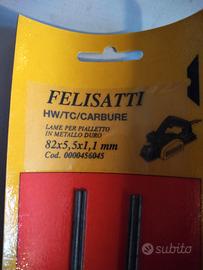 FELISATTI
HW/TC/CARBURE
LAME PER PIALLETTO
IN METALLO DURO
82x5,5x1,1 mm
Cod. 0000456045
subito